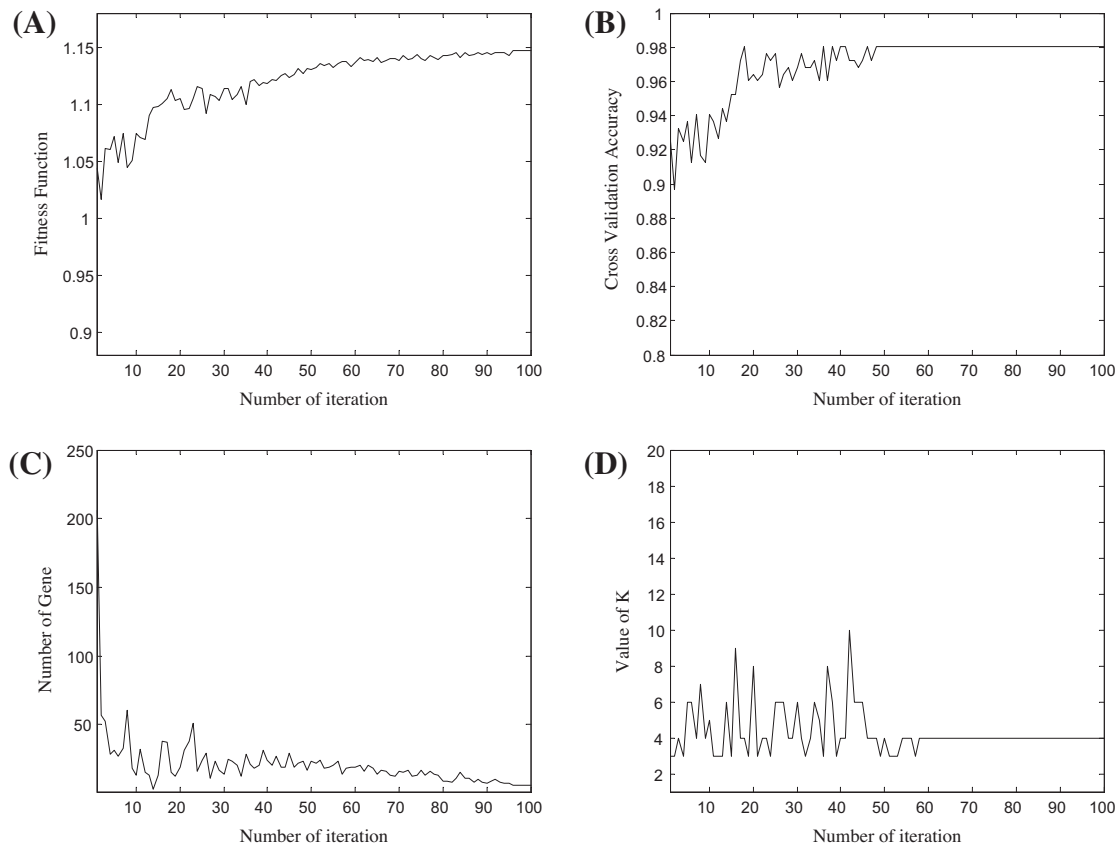 (A)
1.15
1.1
1.05
1
0.95
0.9
Fitness Function
10 20 30 40 50 60 70 80 90 100
Number of iteration
(B)
1
0.98
0.96
0.94
0.92
0.9
0.88
0.86
0.84
0.82
0.8
Cross Validation Accuracy
10 20 30 40 50 60 70 80 90 100
Number of iteration
(C)
250
200
150
100
50
Number of Gene
10 20 30 40 50 60 70 80 90 100
Number of iteration
(D)
20
18
16
14
12
10
8
6
4
2
Value of K
10 20 30 40 50 60 70 80 90 100
Number of iteration